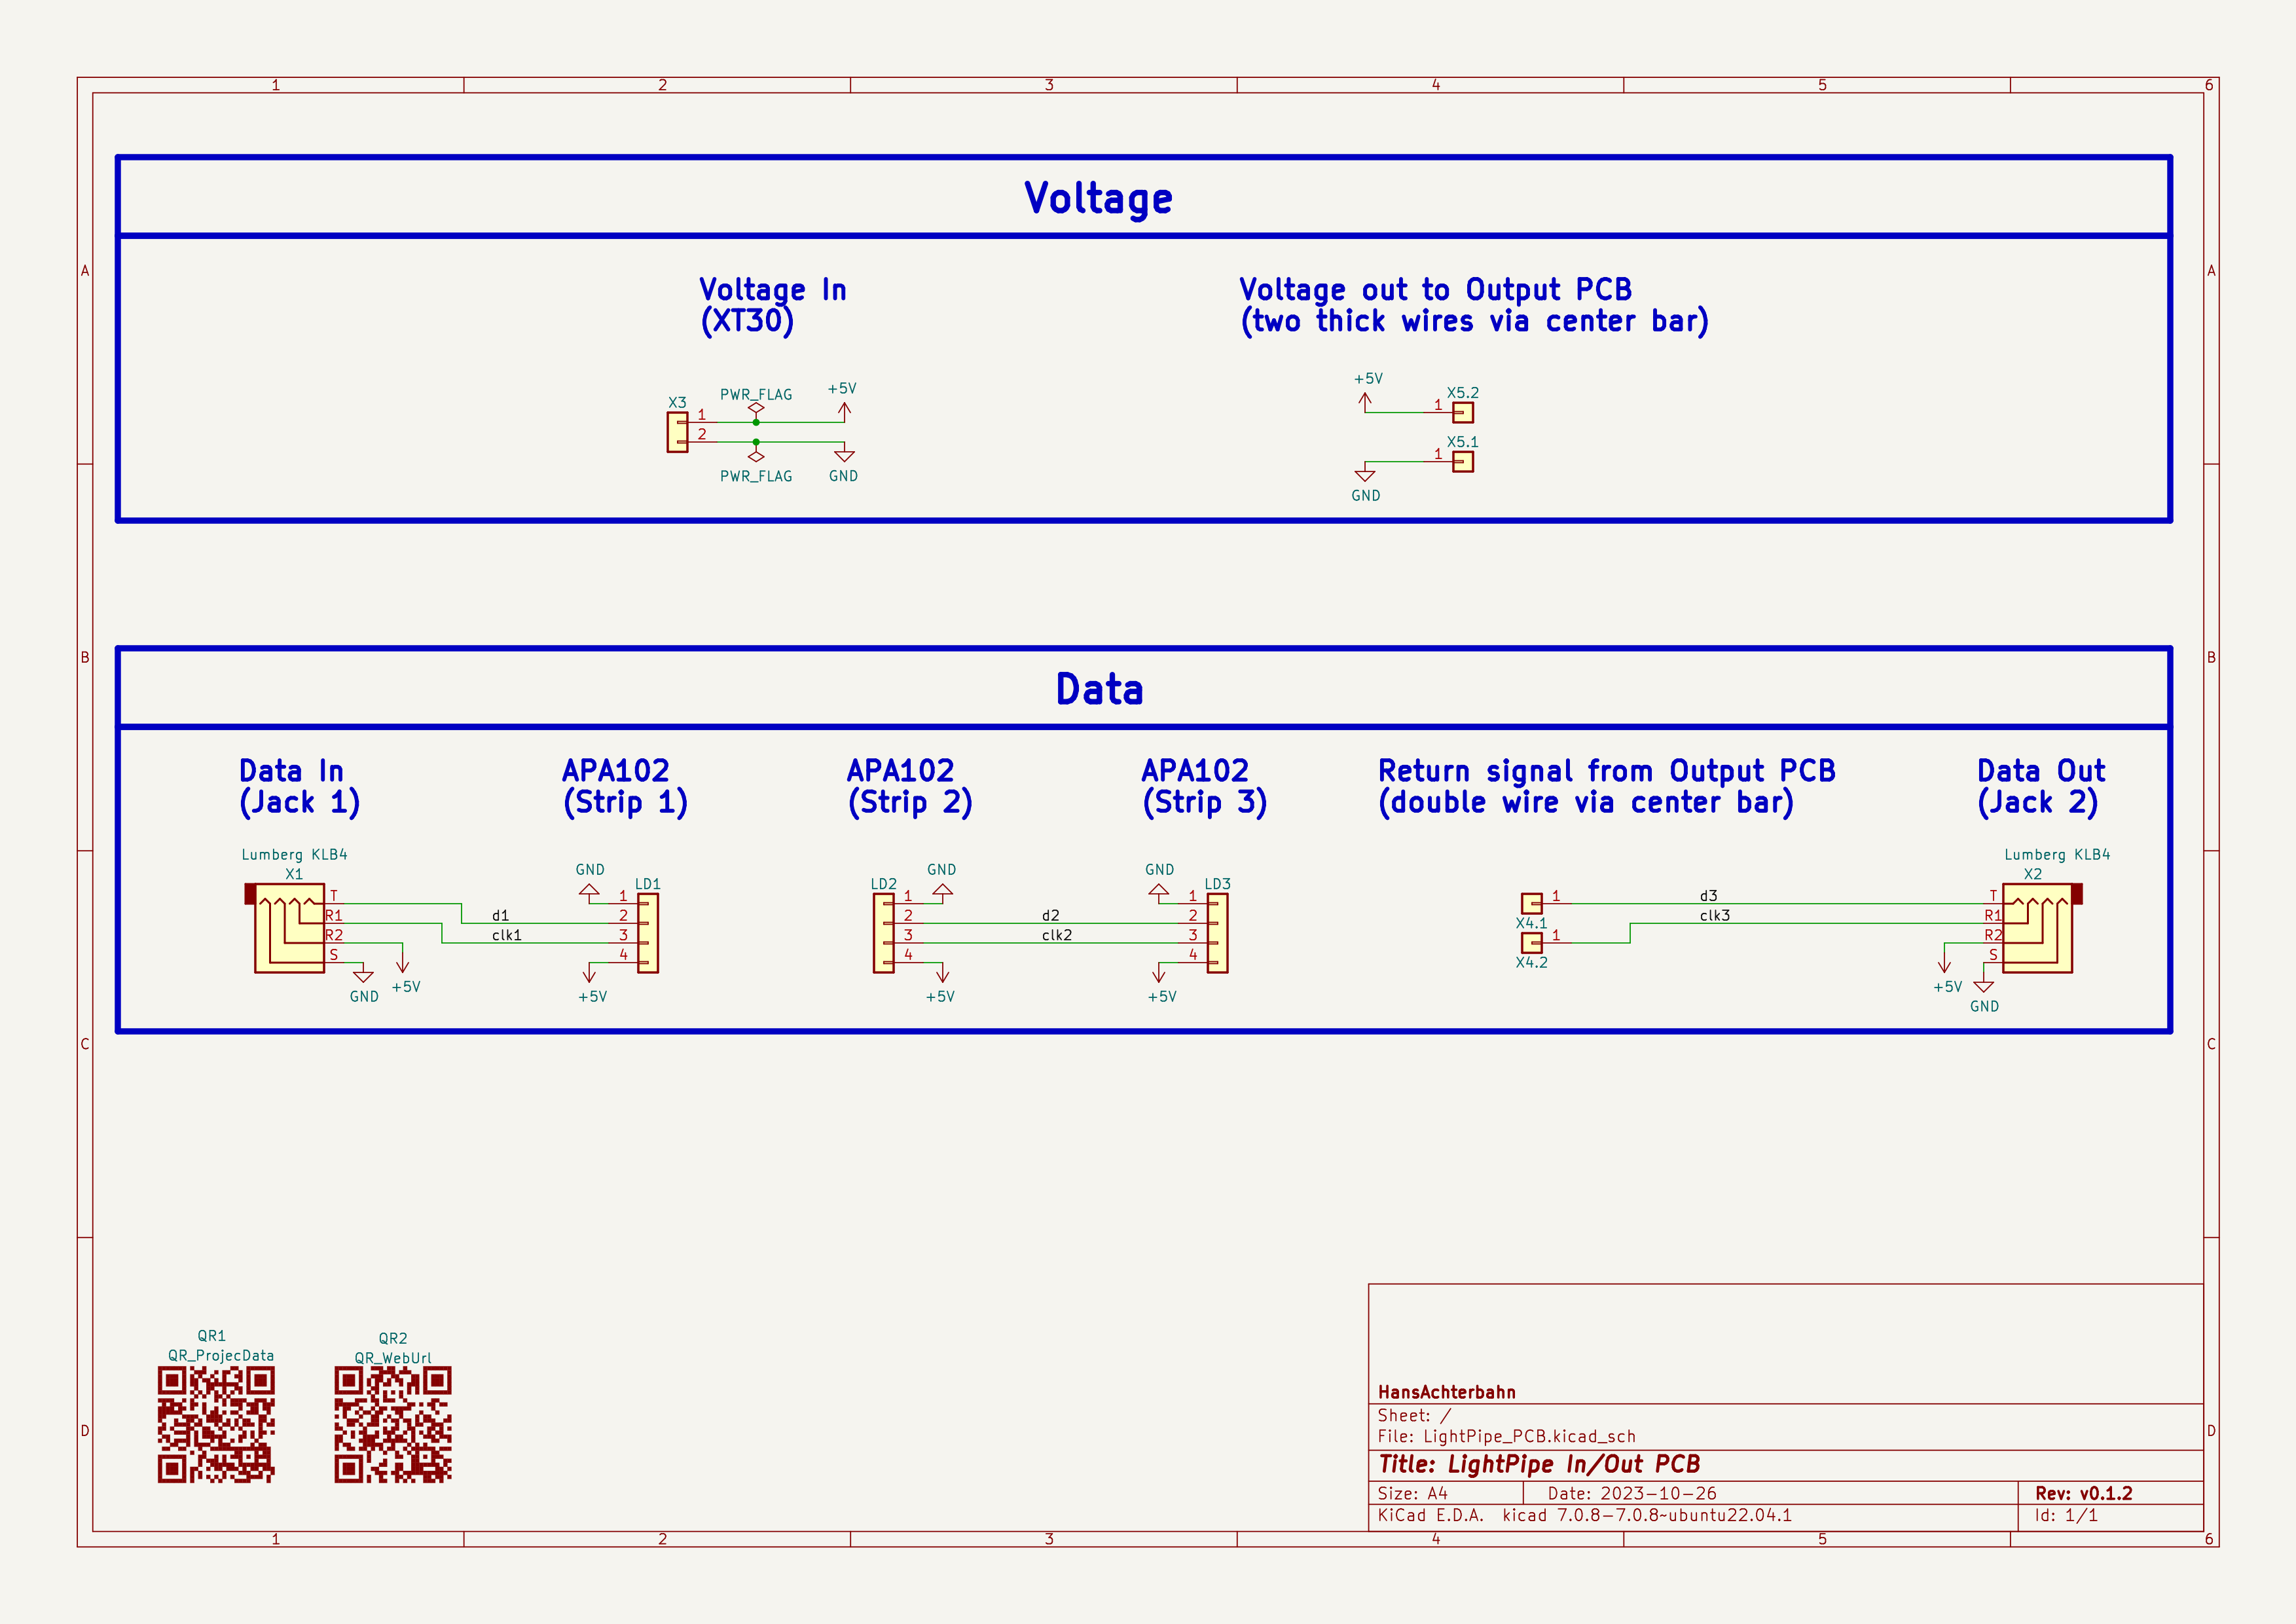 1 2 3 4 5 6
Voltage
A A
Voltage In
(XT30)
Voltage out to Output PCB
(two thick wires via center bar)
X3
PWR_FLAG
+5V
1
2
PWR_FLAG
GND
+5V
X5.2
1
X5.1
1
GND
B B
Data
Data In
(Jack 1)
APA102
(Strip 1)
APA102
(Strip 2)
APA102
(Strip 3)
Return signal from Output PCB
(double wire via center bar)
Data Out
(Jack 2)
Lumberg KLB4
X1
T
R1
R2
S
GND
+5V
d1
clk1
GND
LD1
1
2
3
4
+5V
LD2
GND
1
2
3
4
+5V
d2
clk2
GND
LD3
1
2
3
4
+5V
1
X4.1
1
X4.2
d3
clk3
Lumberg KLB4
X2
T
R1
R2
S
+5V
GND
C C
QR1
QR_ProjecData
QR2
QR_WebUrl
D D
HansAchterbahn
Sheet: /
File: LightPipe_PCB.kicad_sch
Title: LightPipe In/Out PCB
Size: A4 Date: 2023-10-26 Rev: v0.1.2
KiCad E.D.A. kicad 7.0.8-7.0.8~ubuntu22.04.1 Id: 1/1
1 2 3 4 5 6